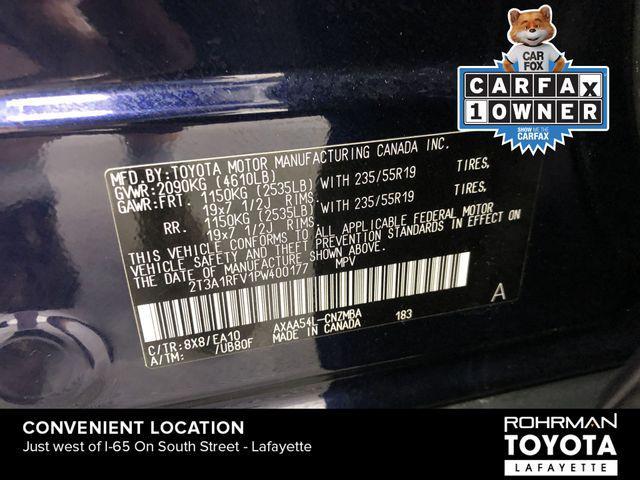 CAR
FOX
CARFAX
1 OWNER
SHOW ME THE
CARFAX
MFD.BY:TOYOTA MOTOR MANUFACTURING CANADA INC.
GVWR:2090KG (4610LB)
GAWR:FRT. 1150KG (2535LB) WITH 235/55R19 TIRES,
19x7 1/2J RIMS,
RR. 1150KG (2535LB) WITH 235/55R19 TIRES,
19x7 1/2J RIMS,
THIS VEHICLE CONFORMS TO ALL APPLICABLE FEDERAL MOTOR
VEHICLE SAFETY AND THEFT PREVENTION STANDARDS IN EFFECT ON
THE DATE OF MANUFACTURE SHOWN ABOVE.
2T3A1RFV1PW400177 MPV
A
C/TR:8X8/EA10 AXAA54L-CNZMBA 183
A/TM: /UB80F MADE IN CANADA
CONVENIENT LOCATION
Just west of I-65 On South Street - Lafayette
ROHRMAN
TOYOTA
LAFAYETTE